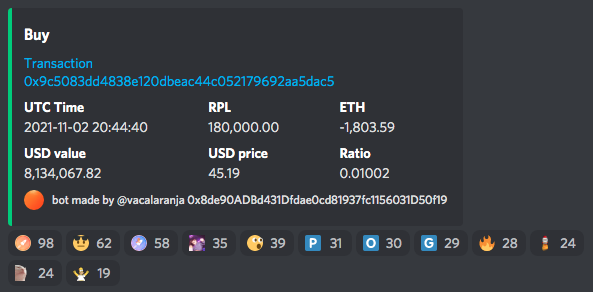 Buy
Transaction
0x9c5083dd4838e120dbeac44c052179692aa5dac5
UTC Time RPL ETH
2021-11-02 20:44:40 180,000.00 -1,803.59
USD value USD price Ratio
8,134,067.82 45.19 0.01002
bot made by @vacalaranja 0x8de90ADBd431Dfdae0cd81937fc1156031D50f19
98 62 58 35 39 P 31 O 30 G 29 28 24
24 19